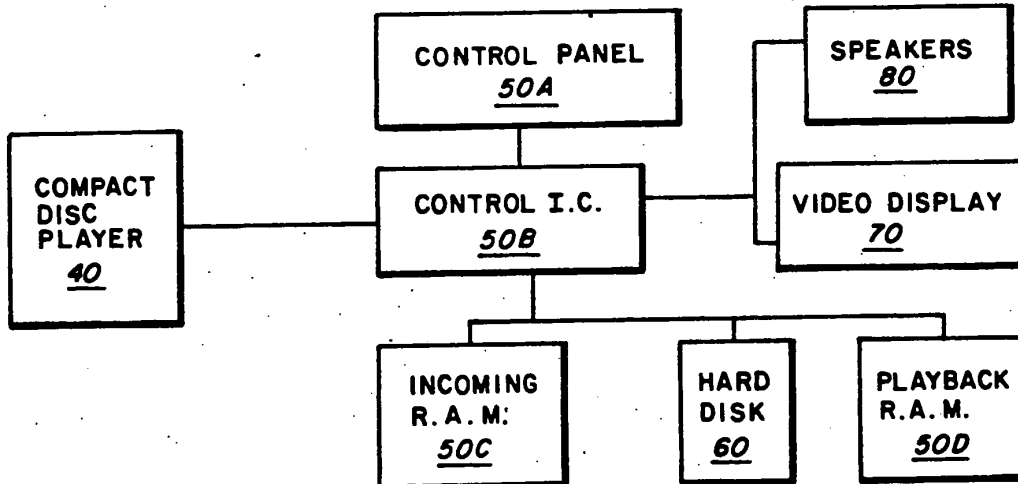 CONTROL PANEL
50A
SPEAKERS
80
COMPACT
DISC
PLAYER
40
CONTROL I.C.
50B
VIDEO DISPLAY
70
INCOMING
R.A.M.
50C
HARD
DISK
60
PLAYBACK
R.A.M.
50D